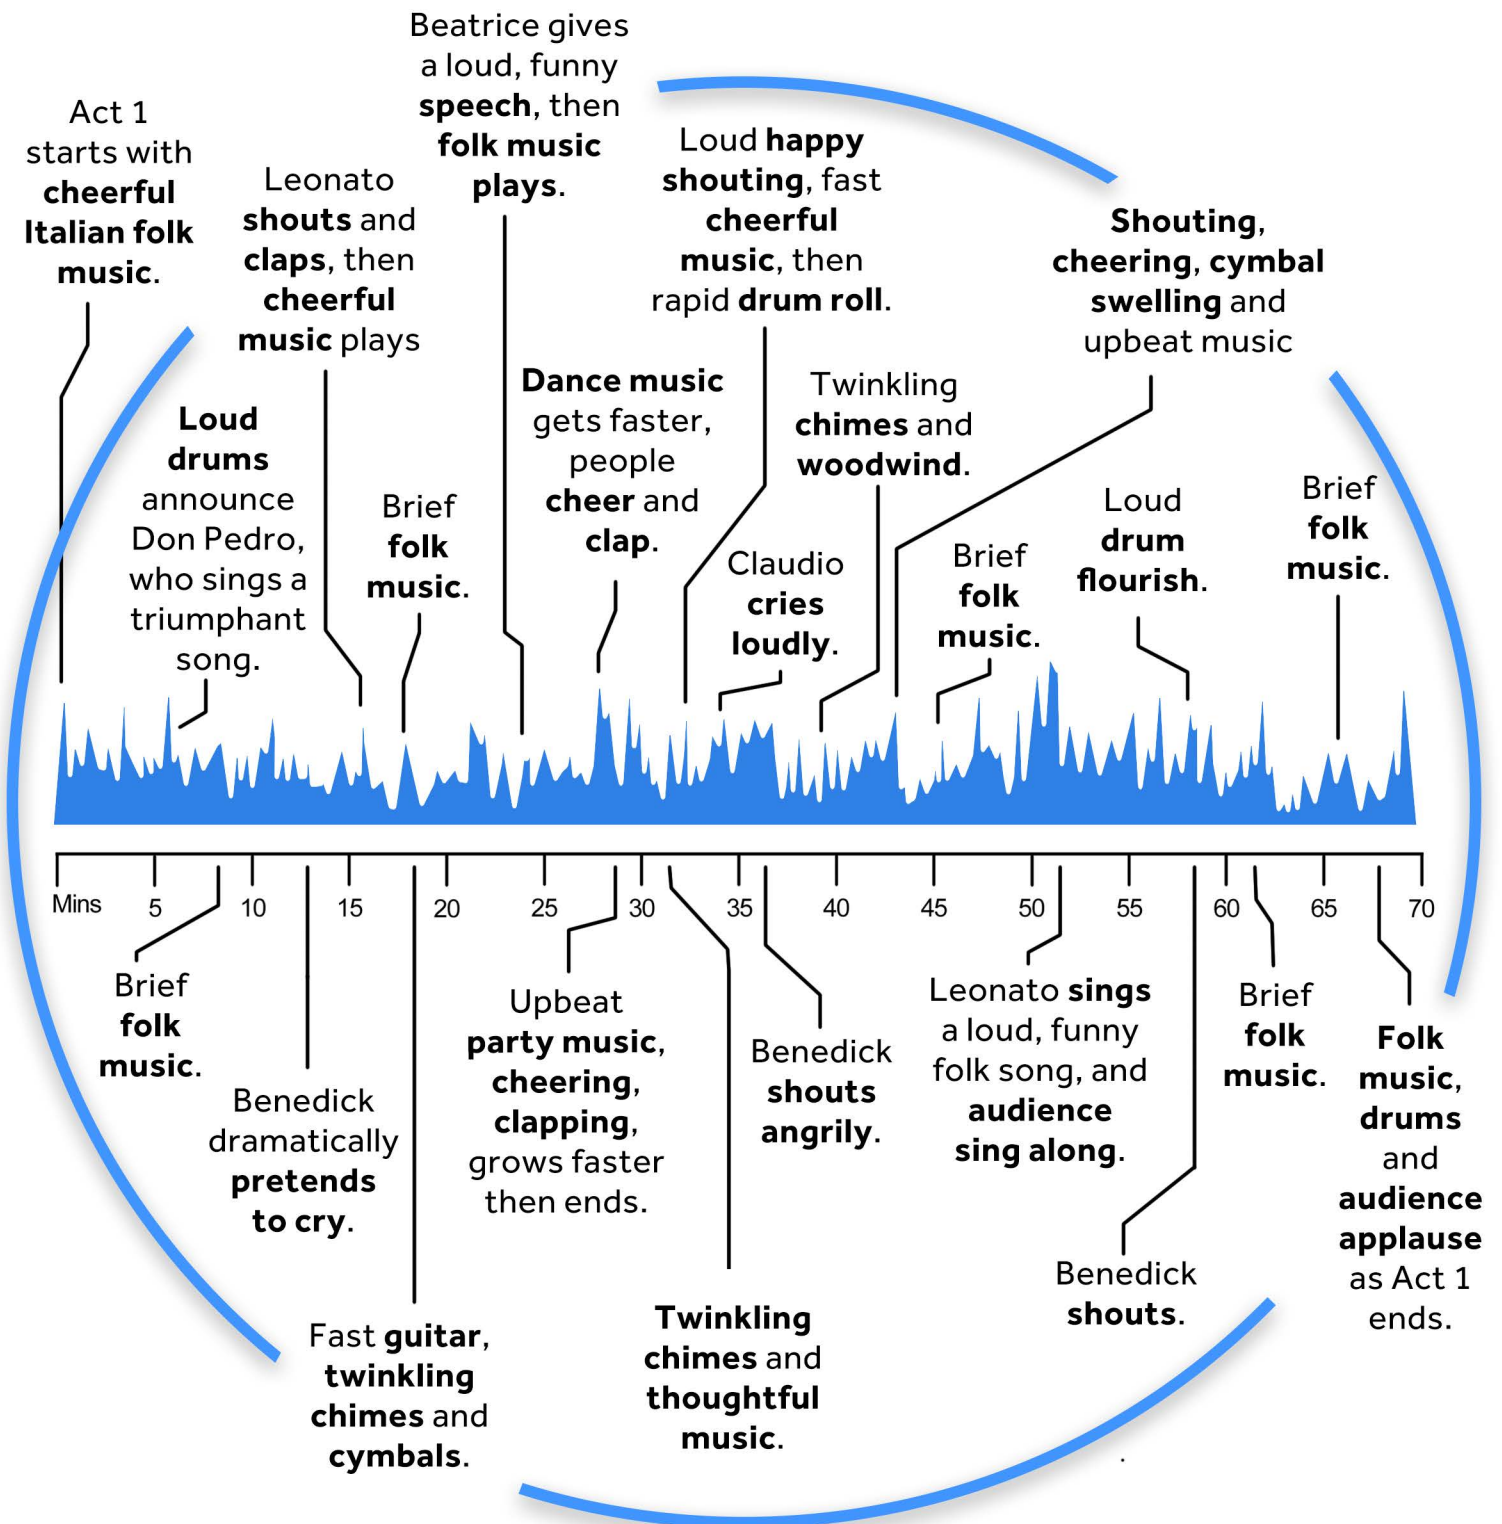 Beatrice gives
a loud, funny
speech, then
folk music
plays.
Act 1
starts with
cheerful
Italian folk
music.
Leonato
shouts and
claps, then
cheerful
music plays
Loud happy
shouting, fast
cheerful
music, then
rapid drum roll.
Shouting,
cheering, cymbal
swelling and
upbeat music
Loud
drums
announce
Don Pedro,
who sings a
triumphant
song.
Brief
folk
music.
Dance music
gets faster,
people
cheer and
clap.
Twinkling
chimes and
woodwind.
Claudio
cries
loudly.
Brief
folk
music.
Loud
drum
flourish.
Brief
folk
music.
Mins 5 10 15 20 25 30 35 40 45 50 55 60 65 70
Brief
folk
music.
Benedick
dramatically
pretends
to cry.
Fast guitar,
twinkling
chimes and
cymbals.
Upbeat
party music,
cheering,
clapping,
grows faster
then ends.
Twinkling
chimes and
thoughtful
music.
Benedick
shouts
angrily.
Leonato sings
a loud, funny
folk song, and
audience
sing along.
Benedick
shouts.
Brief
folk
music.
Folk
music,
drums
and
audience
applause
as Act 1
ends.
.